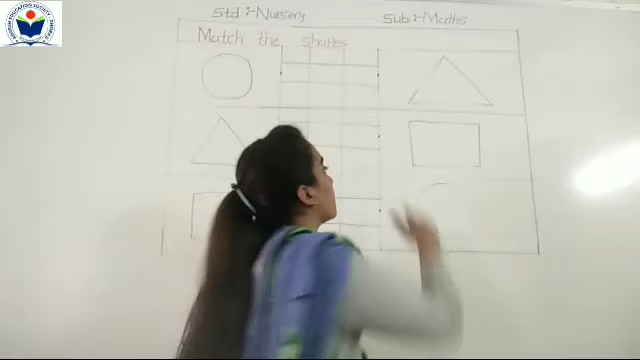 Std :- Nursery
Sub :- Maths
Match the shapes